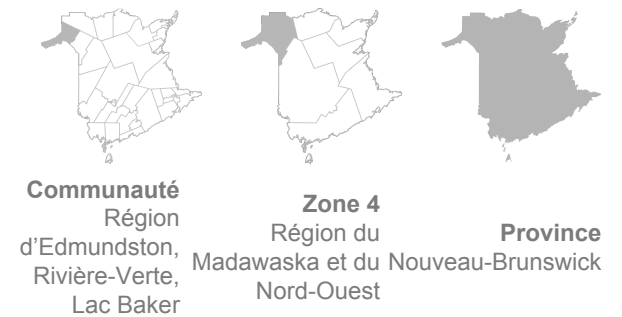 Communauté
Région
d’Edmundston,
Rivière-Verte,
Lac Baker
Zone 4
Région du
Madawaska et du
Nord-Ouest
Province
Nouveau-Brunswick